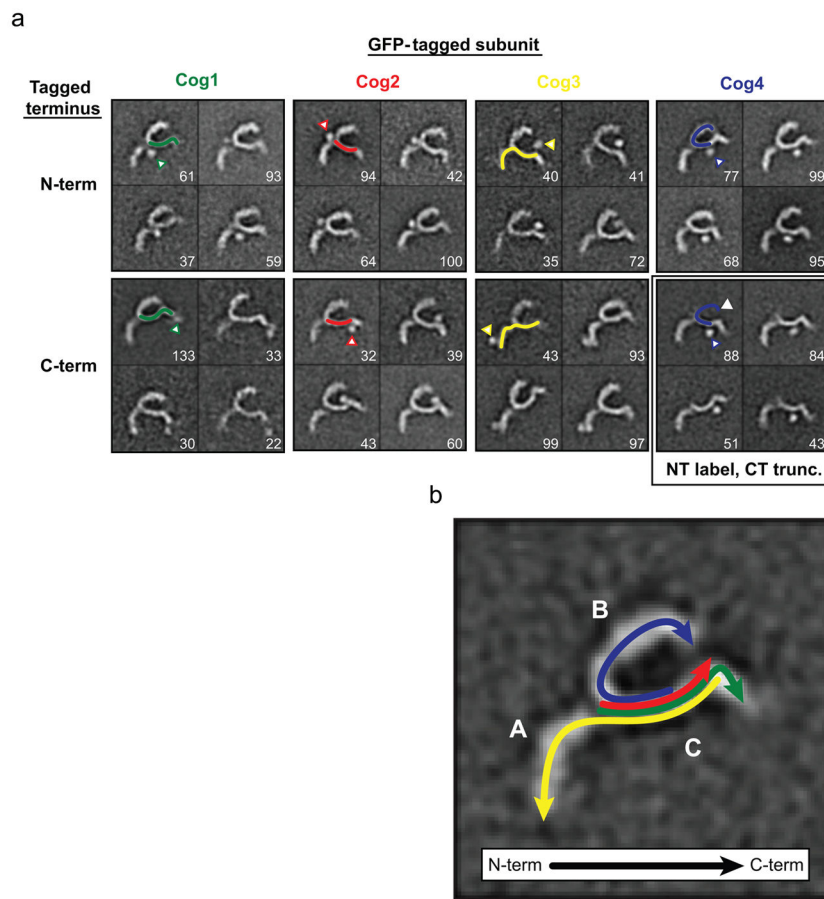 a
GFP-tagged subunit
Tagged
terminus
Cog1
Cog2
Cog3
Cog4
N-term
61
93
94
42
40
41
77
99
37
59
64
100
35
72
68
95
C-term
133
33
32
39
43
93
88
84
30
22
43
60
99
97
51
43
NT label, CT trunc.
b
B
A
C
N-term
C-term